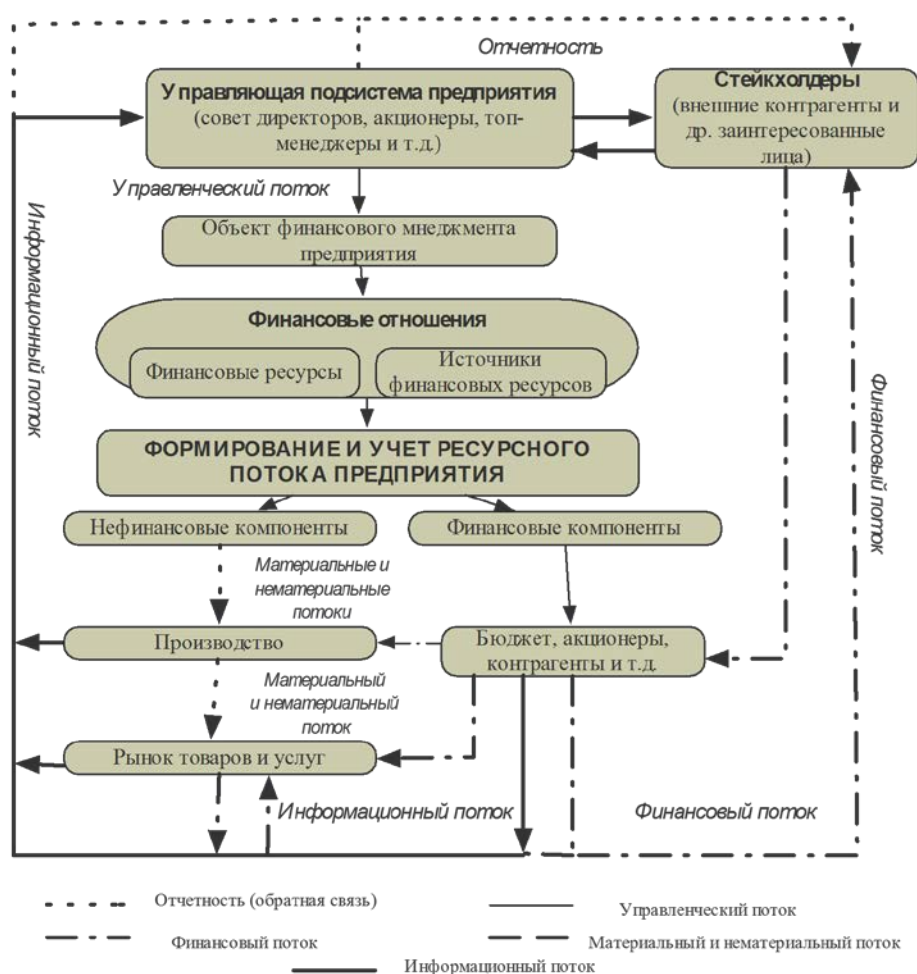 Отчетность
Управляющая подсистема предприятия
(совет директоров, акционеры, топ-
менеджеры и т.д.)
Стейкхолдеры
(внешние контрагенты и
др. заинтересованные
лица)
Управленческий поток
Объект финансового мнеджмента
предприятия
Информационный поток
Финансовые отношения
Финансовые ресурсы
Источники
финансовых ресурсов
Финансовый поток
ФОРМИРОВАНИЕ И УЧЕТ РЕСУРСНОГО
ПОТОКА ПРЕДПРИЯТИЯ
Нефинансовые компоненты
Финансовые компоненты
Материальные и
нематериальные
потоки
Производство
Бюджет, акционеры,
контрагенты и т.д.
Материальный
и нематериальный
поток
Рынок товаров и услуг
Информационный поток
Финансовый поток
Отчетность (обратная связь)
Управленческий поток
Финансовый поток
Материальный и нематериальный поток
Информационный поток